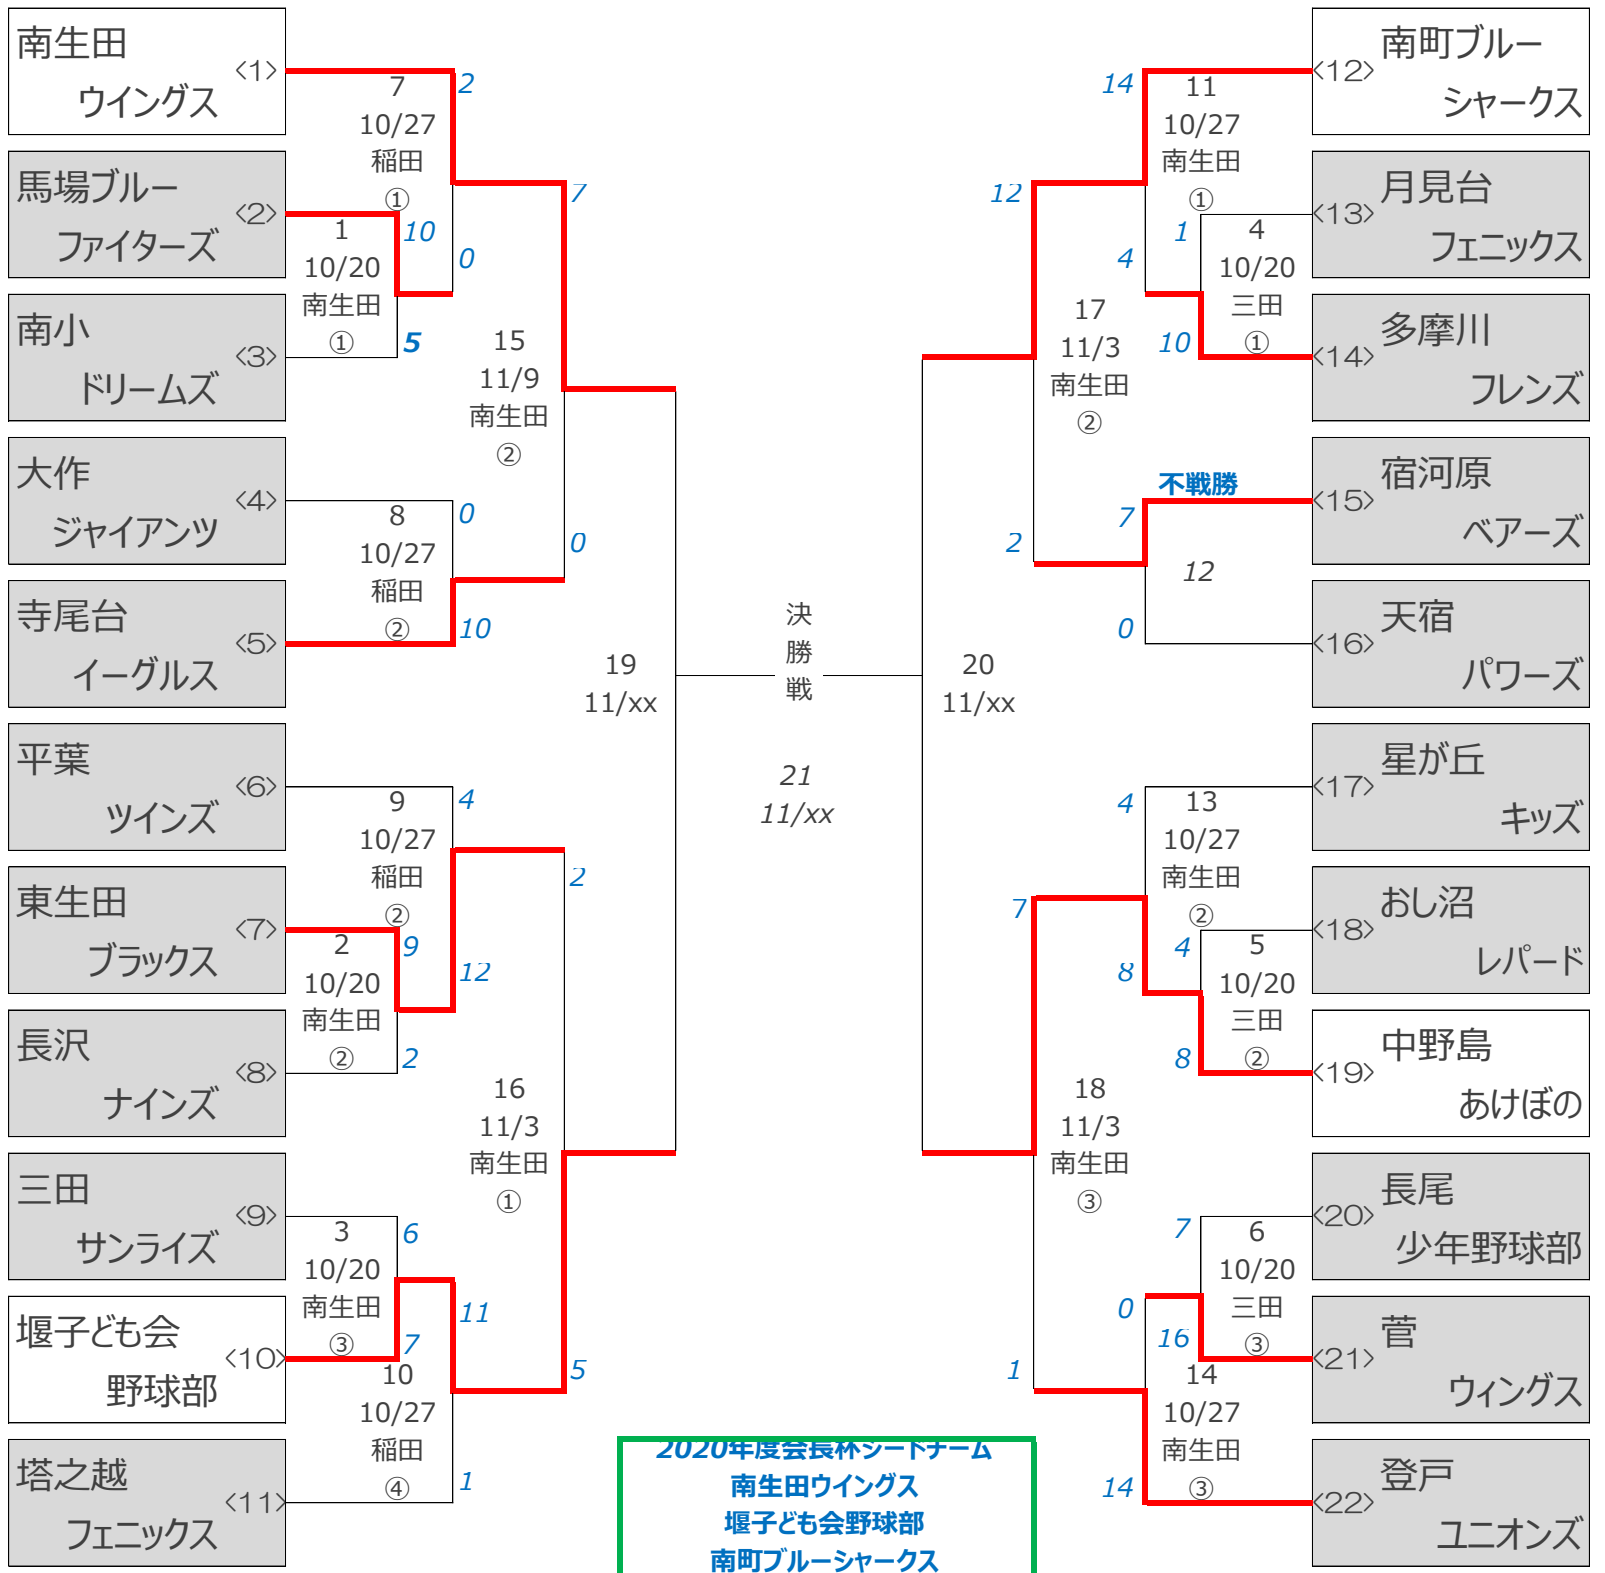 南生田
ウイングス
<1>
馬場ブルー
ファイターズ
<2>
南小
ドリームズ
<3>
大作
ジャイアンツ
<4>
寺尾台
イーグルス
<5>
平葉
ツインズ
<6>
東生田
ブラックス
<7>
長沢
ナインズ
<8>
三田
サンライズ
<9>
堰子ども会
野球部
<10>
塔之越
フェニックス
<11>
7
10/27
稲田
①
2
0
1
10/20
南生田
①
10
5
8
10/27
稲田
②
0
10
9
10/27
稲田
②
4
12
2
10/20
南生田
②
9
2
3
10/20
南生田
③
6
7
10
10/27
稲田
④
11
1
15
11/9
南生田
②
7
0
16
11/3
南生田
①
2
5
19
11/xx
決
勝
戦
21
11/xx
20
11/xx
12
2
17
11/3
南生田
②
7
1
18
11/3
南生田
③
14
4
11
10/27
南生田
①
1
10
4
10/20
三田
①
不戦勝
7
0
12
4
8
13
10/27
南生田
②
4
8
5
10/20
三田
②
7
16
6
10/20
三田
③
0
14
14
10/27
南生田
③
<12>
南町ブルー
シャークス
<13>
月見台
フェニックス
<14>
多摩川
フレンズ
<15>
宿河原
ベアーズ
<16>
天宿
パワーズ
<17>
星が丘
キッズ
<18>
おし沼
レパード
<19>
中野島
あけぼの
<20>
長尾
少年野球部
<21>
菅
ウィングス
<22>
登戸
ユニオンズ
2020年度会長杯シードチーム
南生田ウイングス
堰子ども会野球部
南町ブルーシャークス